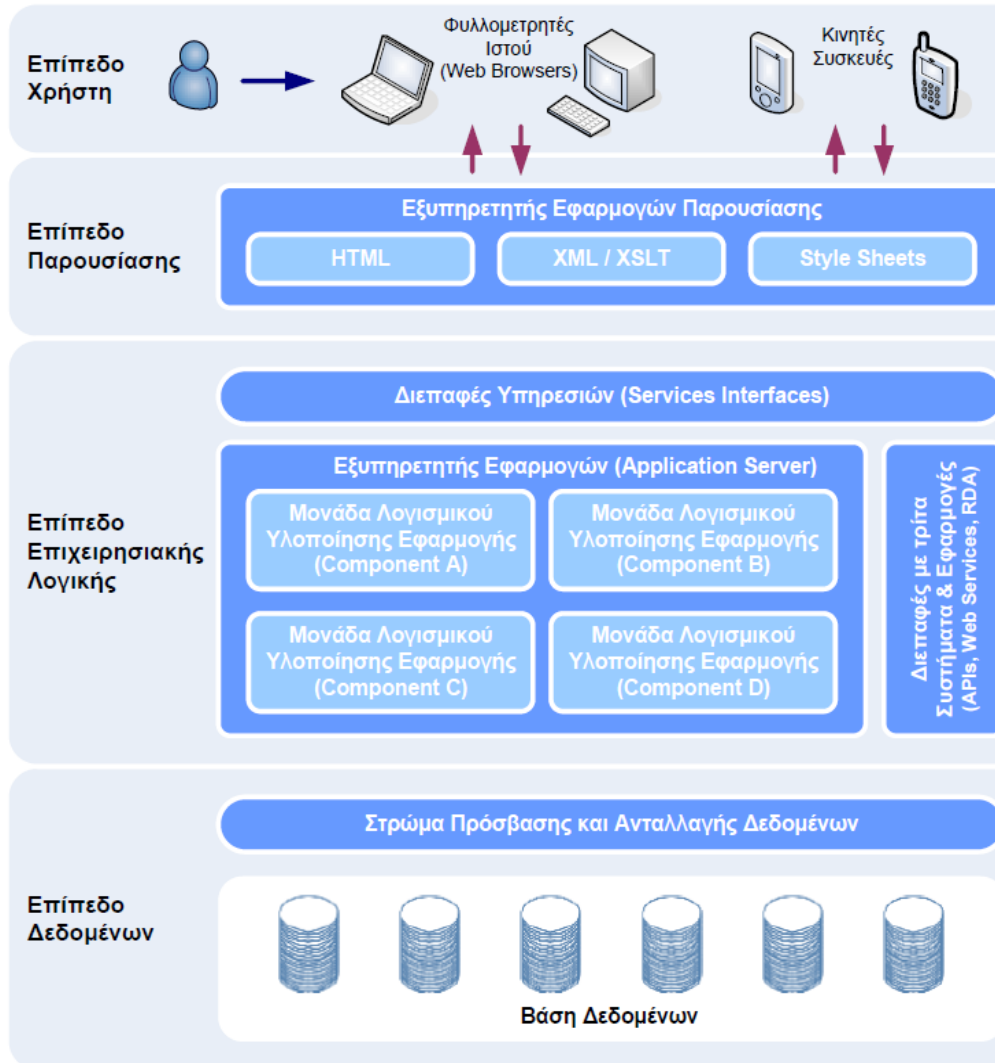 Επίπεδο
Χρήστη
Φυλλομετρητές
Ιστού
(Web Browsers)
Κινητές
Συσκευές
Επίπεδο
Παρουσίασης
Εξυπηρετητής Εφαρμογών Παρουσίασης
HTML
XML / XSLT
Style Sheets
Επίπεδο
Επιχειρησιακής
Λογικής
Διεπαφές Υπηρεσιών (Services Interfaces)
Εξυπηρετητής Εφαρμογών (Application Server)
Μονάδα Λογισμικού
Υλοποίησης Εφαρμογής
(Component A)
Μονάδα Λογισμικού
Υλοποίησης Εφαρμογής
(Component B)
Μονάδα Λογισμικού
Υλοποίησης Εφαρμογής
(Component C)
Μονάδα Λογισμικού
Υλοποίησης Εφαρμογής
(Component D)
Διεπαφές με τρίτα
Συστήματα & Εφαρμογές
(APIs, Web Services, RDA)
Επίπεδο
Δεδομένων
Στρώμα Πρόσβασης και Ανταλλαγής Δεδομένων
Βάση Δεδομένων